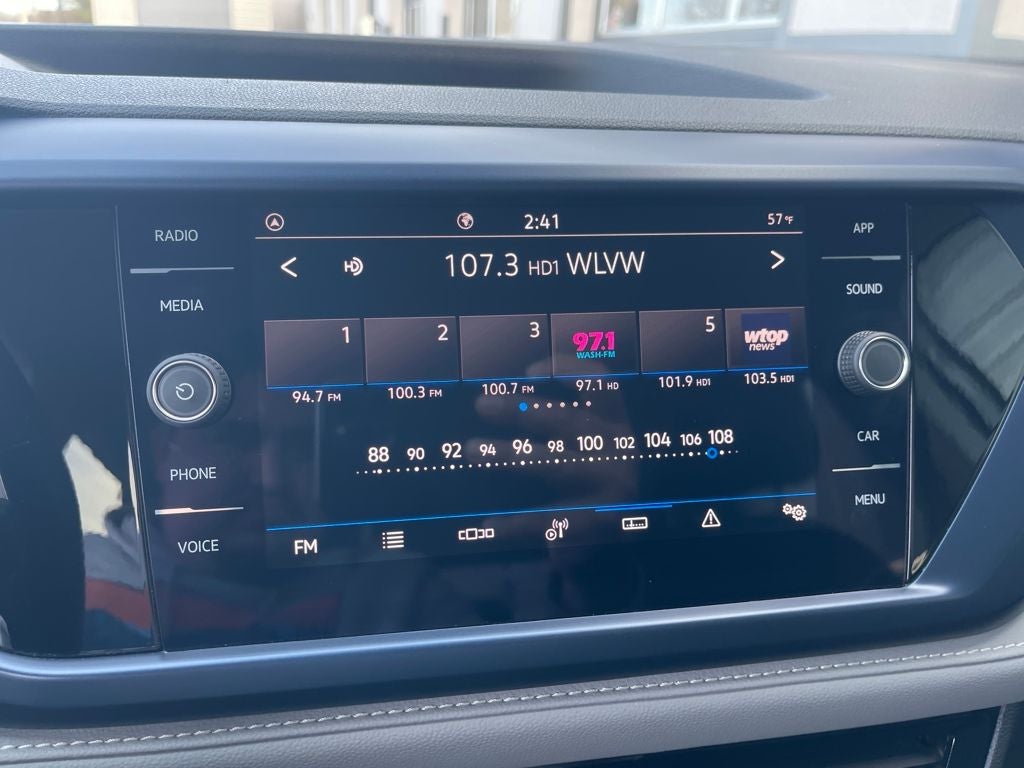 RADIO
MEDIA
PHONE
VOICE
2:41
57°F
HD
107.3 HD1 WLVW
1
2
3
97.1
WASH-FM
5
wtop
news
94.7 FM
100.3 FM
100.7 FM
97.1 HD
101.9 HD1
103.5 HD1
88 90 92 94 96 98 100 102 104 106 108
FM
APP
SOUND
CAR
MENU